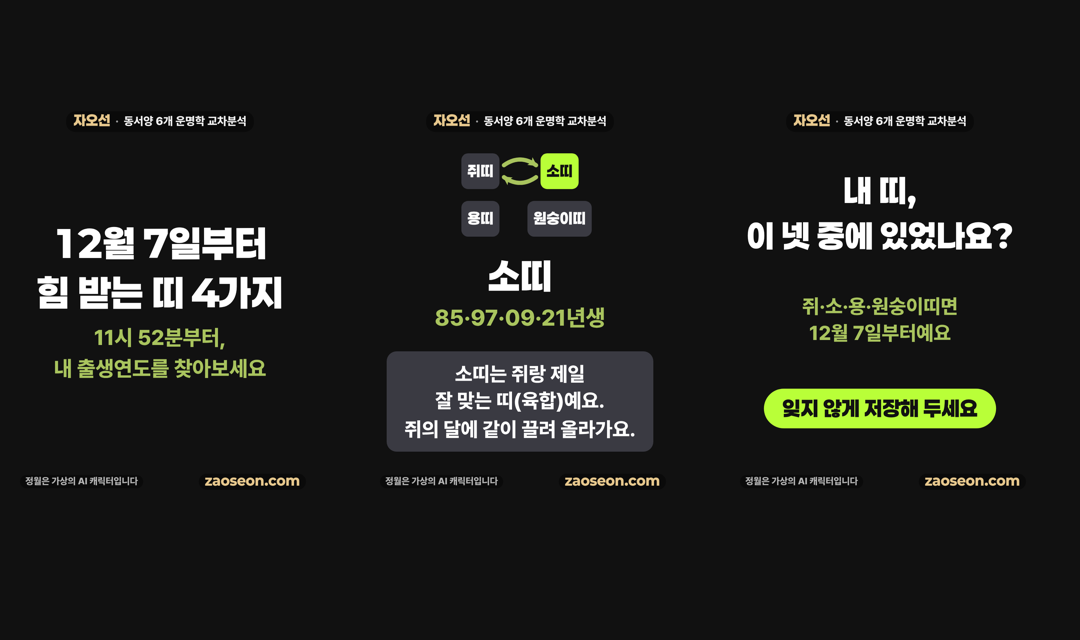 자오선 · 동서양 6개 운명학 교차분석
12월 7일부터
힘 받는 띠 4가지
11시 52분부터,
내 출생연도를 찾아보세요
정월은 가상의 AI 캐릭터입니다
zaoseon.com
자오선 · 동서양 6개 운명학 교차분석
쥐띠
소띠
용띠
원숭이띠
소띠
85·97·09·21년생
소띠는 쥐랑 제일
잘 맞는 띠(육합)예요.
쥐의 달에 같이 끌려 올라가요.
정월은 가상의 AI 캐릭터입니다
zaoseon.com
자오선 · 동서양 6개 운명학 교차분석
내 띠,
이 넷 중에 있었나요?
쥐·소·용·원숭이띠면
12월 7일부터예요
잊지 않게 저장해 두세요
정월은 가상의 AI 캐릭터입니다
zaoseon.com